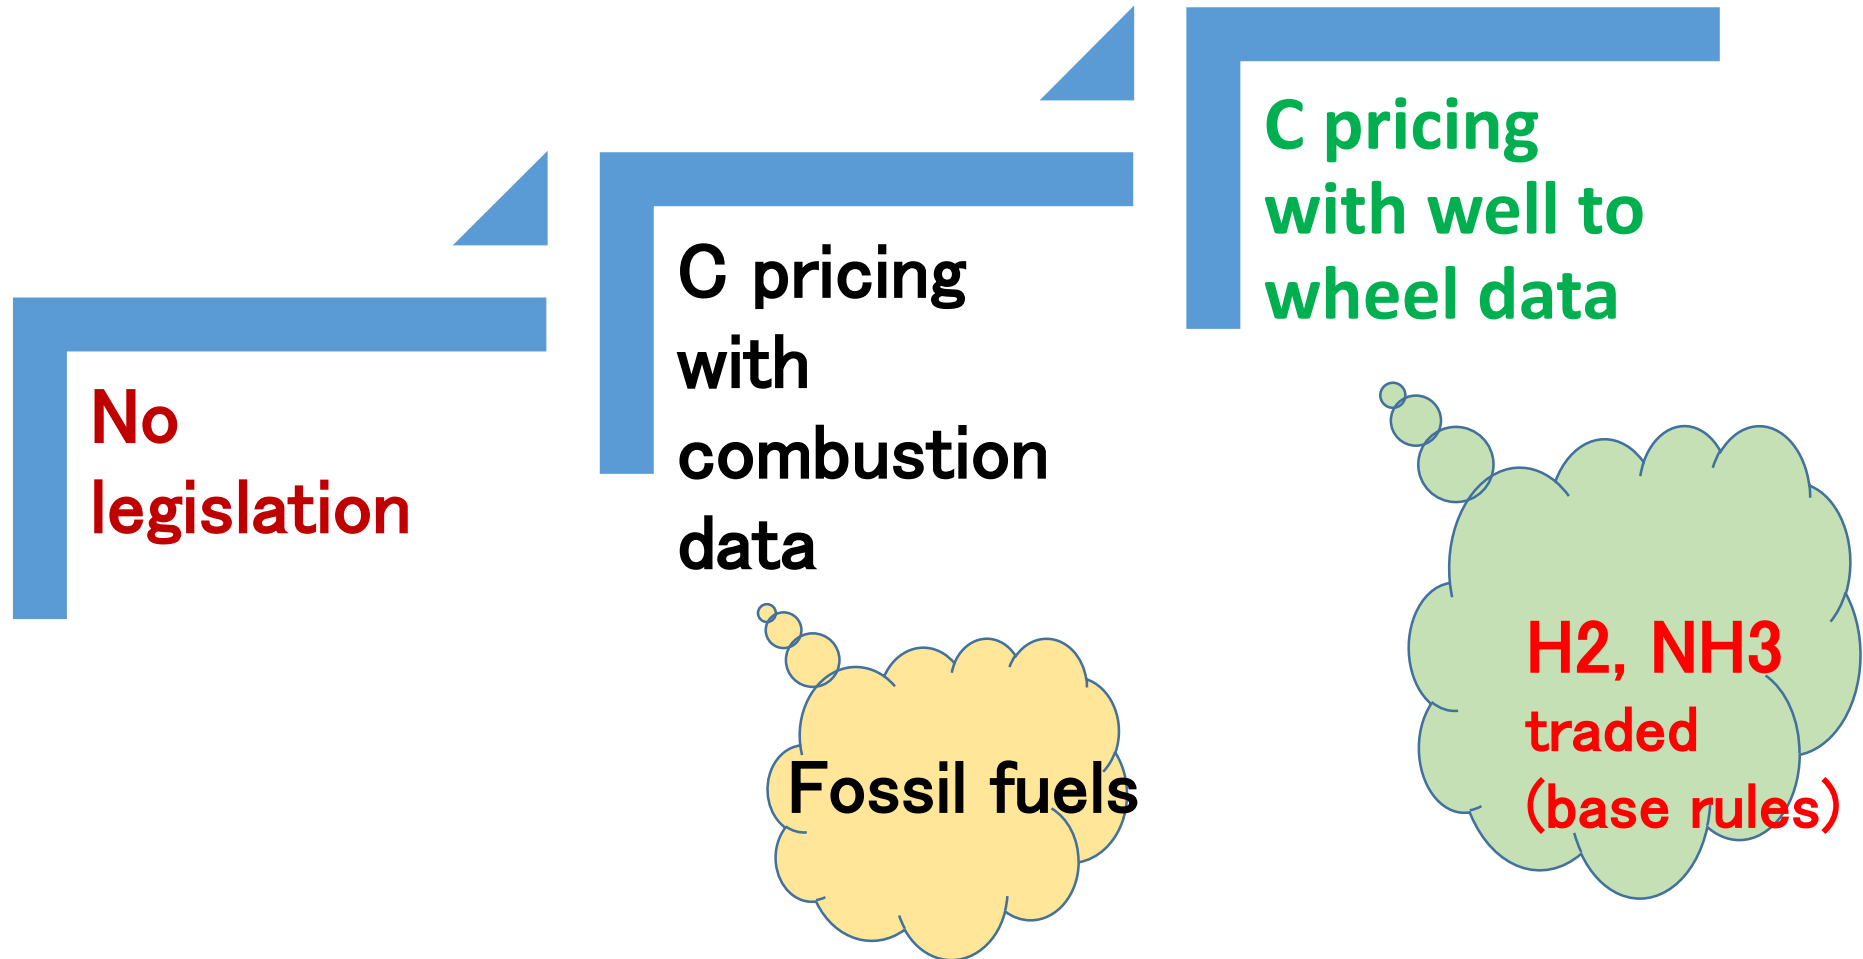 No
legislation
C pricing
with
combustion
data
Fossil fuels
C pricing
with well to
wheel data
H2, NH3
traded
(base rules)